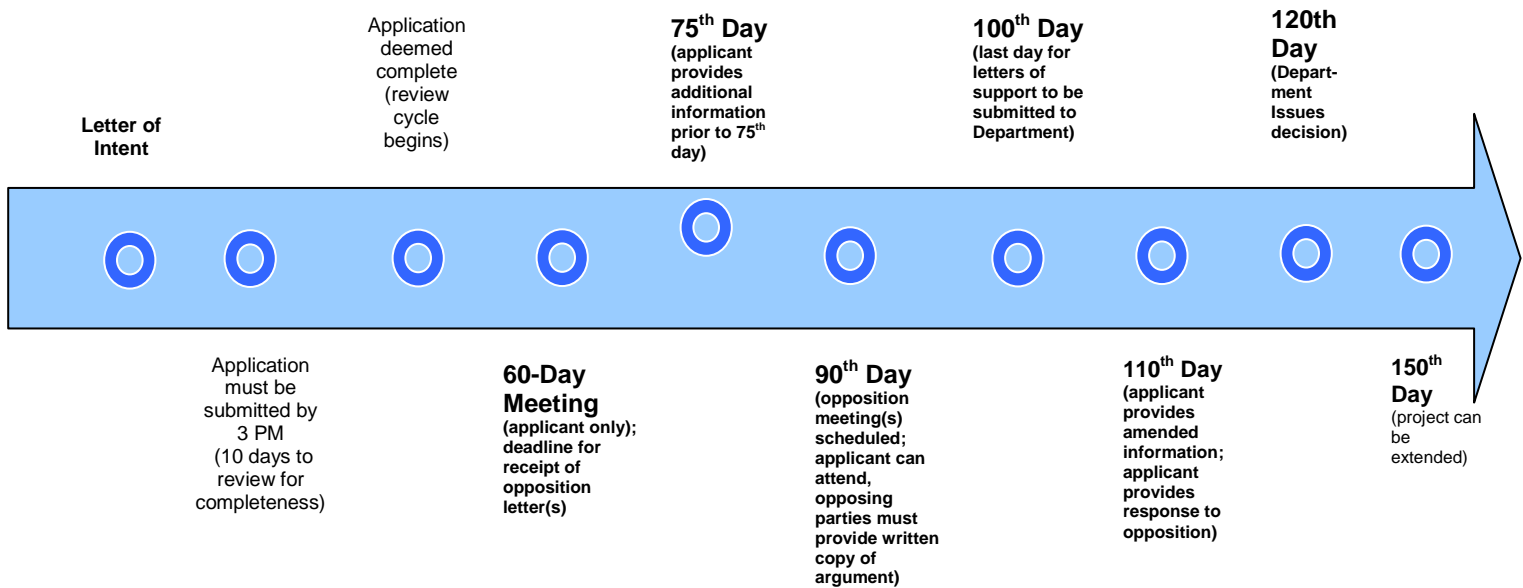 Letter of
Intent
Application
must be
submitted by
3 PM
(10 days to
review for
completeness)
Application
deemed
complete
(review
cycle
begins)
60-Day
Meeting
(applicant only);
deadline for
receipt of
opposition
letter(s)
75th Day
(applicant
provides
additional
information
prior to 75th
day)
90th Day
(opposition
meeting(s)
scheduled;
applicant can
attend,
opposing
parties must
provide written
copy of
argument)
100th Day
(last day for
letters of
support to be
submitted to
Department)
110th Day
(applicant
provides
amended
information;
applicant
provides
response to
opposition)
120th
Day
(Depart-
ment
Issues
decision)
150th
Day
(project can
be
extended)